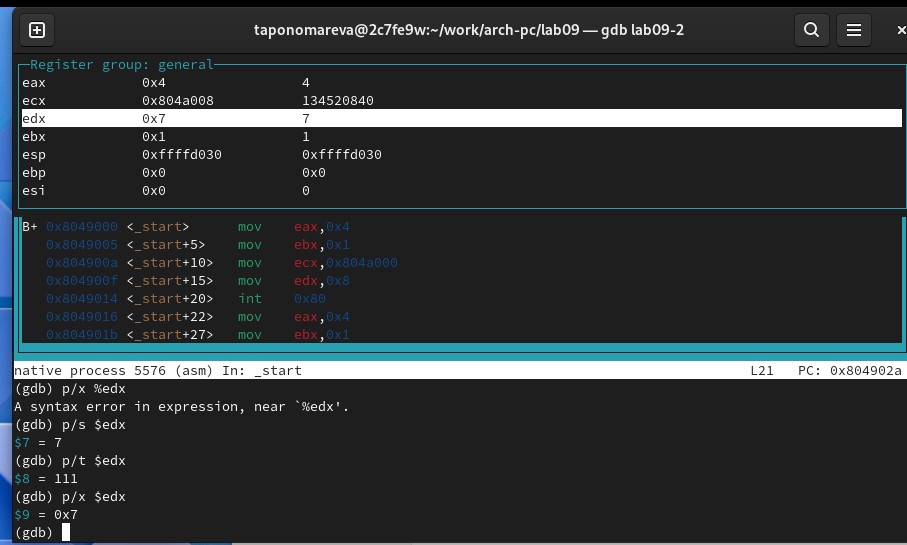 taponomareva@2c7fe9w:~/work/arch-pc/lab09 — gdb lab09-2
Register group: general
eax 0x4 4
ecx 0x804a008 134520840
edx 0x7 7
ebx 0x1 1
esp 0xffffd030 0xffffd030
ebp 0x0 0x0
esi 0x0 0
B+ 0x8049000 <_start> mov eax,0x4
0x8049005 <_start+5> mov ebx,0x1
0x804900a <_start+10> mov ecx,0x804a000
0x804900f <_start+15> mov edx,0x8
0x8049014 <_start+20> int 0x80
0x8049016 <_start+22> mov eax,0x4
0x804901b <_start+27> mov ebx,0x1
native process 5576 (asm) In: _start L21 PC: 0x804902a
(gdb) p/x %edx
A syntax error in expression, near `%edx'.
(gdb) p/s $edx
$7 = 7
(gdb) p/t $edx
$8 = 111
(gdb) p/x $edx
$9 = 0x7
(gdb)